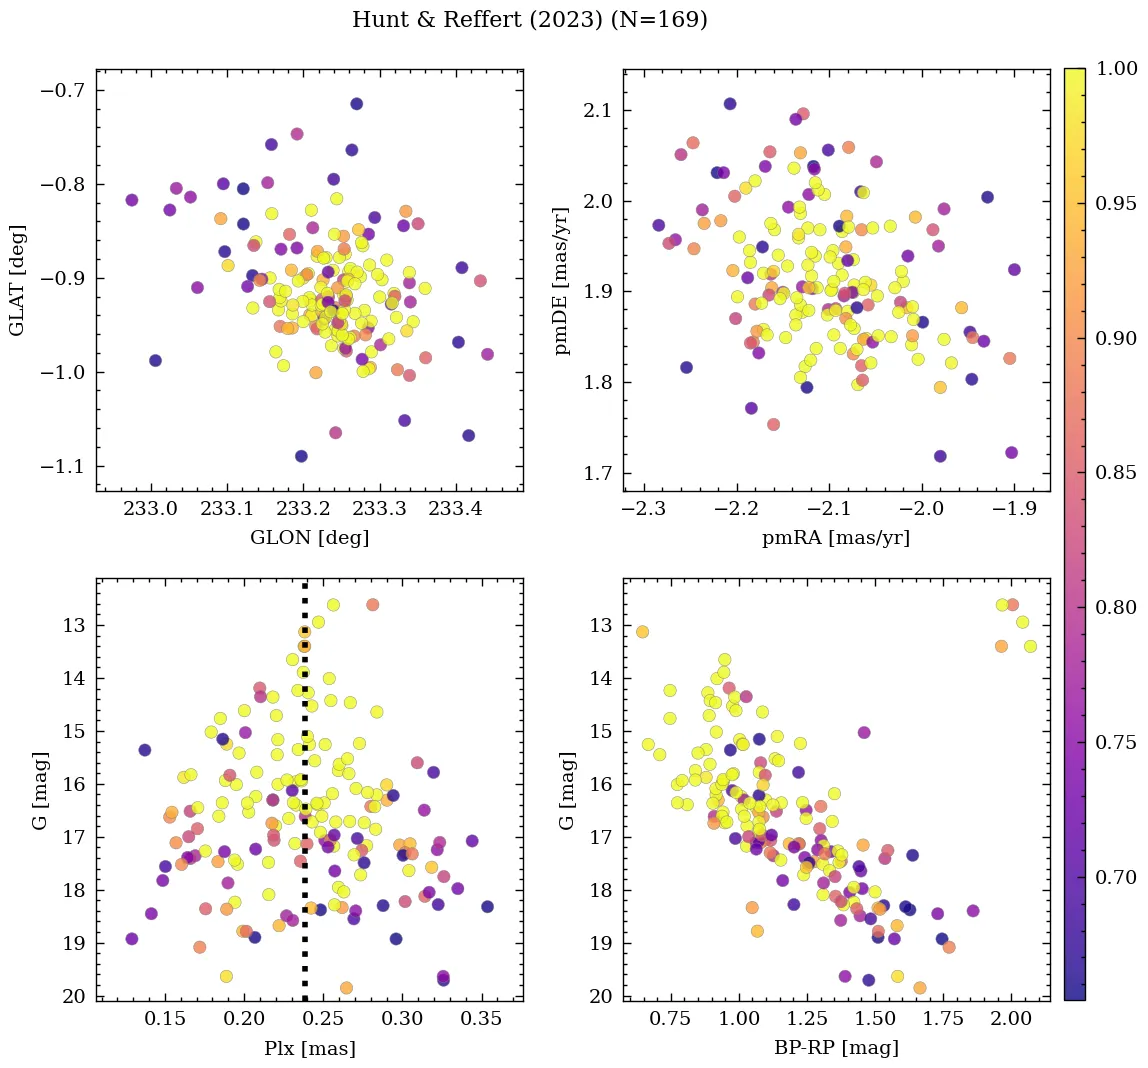 Hunt & Reffert (2023) (N=169)
−0.7
−0.8
−0.9
−1.0
−1.1
GLAT [deg]
233.0 233.1 233.2 233.3 233.4
GLON [deg]
2.1
2.0
1.9
1.8
1.7
pmDE [mas/yr]
−2.3 −2.2 −2.1 −2.0 −1.9
pmRA [mas/yr]
1.00
0.95
0.90
0.85
0.80
0.75
0.70
13
14
15
16
17
18
19
20
G [mag]
0.15 0.20 0.25 0.30 0.35
Plx [mas]
13
14
15
16
17
18
19
20
G [mag]
0.75 1.00 1.25 1.50 1.75 2.00
BP-RP [mag]